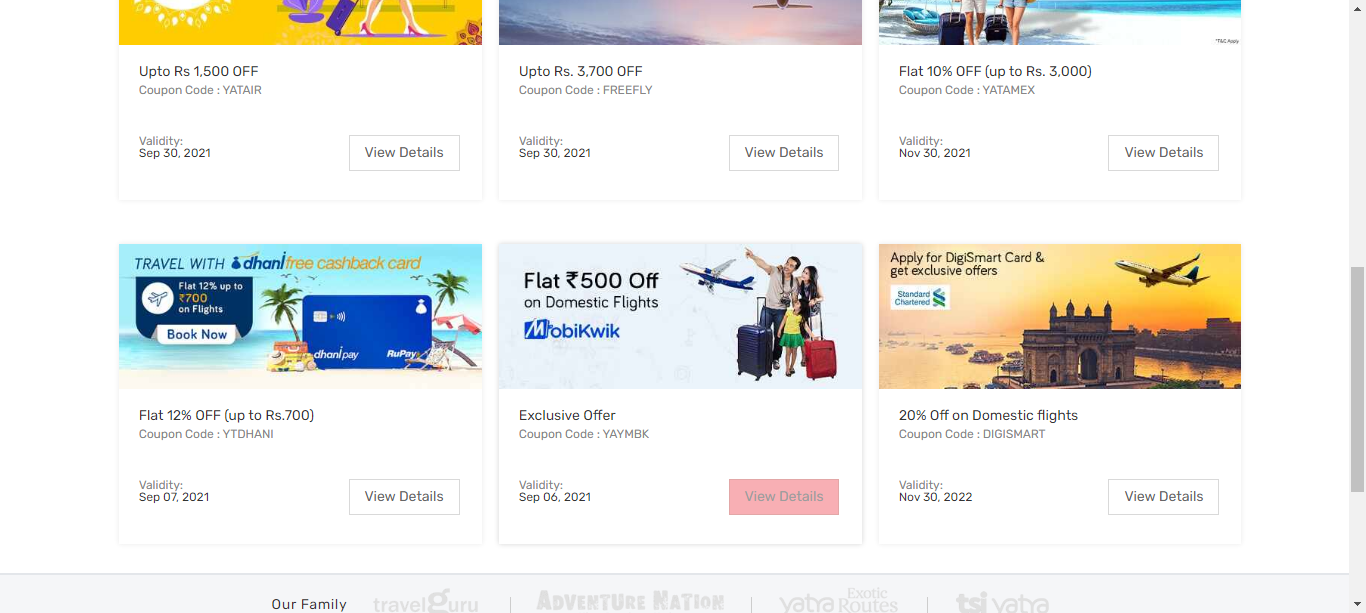 *T&C Apply
Upto Rs 1,500 OFF
Coupon Code : YATAIR
Validity:
Sep 30, 2021
View Details
Upto Rs. 3,700 OFF
Coupon Code : FREEFLY
Validity:
Sep 30, 2021
View Details
Flat 10% OFF (up to Rs. 3,000)
Coupon Code : YATAMEX
Validity:
Nov 30, 2021
View Details
TRAVEL WITH dhani free cashback card
Flat 12% up to
₹700
on Flights
Book Now
dhani pay
RuPay
Flat 12% OFF (up to Rs.700)
Coupon Code : YTDHANI
Validity:
Sep 07, 2021
View Details
Flat ₹500 Off
on Domestic Flights
MobiKwik
Exclusive Offer
Coupon Code : YAYMBK
Validity:
Sep 06, 2021
View Details
Apply for DigiSmart Card &
get exclusive offers
Standard
Chartered
20% Off on Domestic flights
Coupon Code : DIGISMART
Validity:
Nov 30, 2022
View Details
Our Family
travelguru
ADVENTURE NATION
yatra Exotic
Routes
tsi yatra